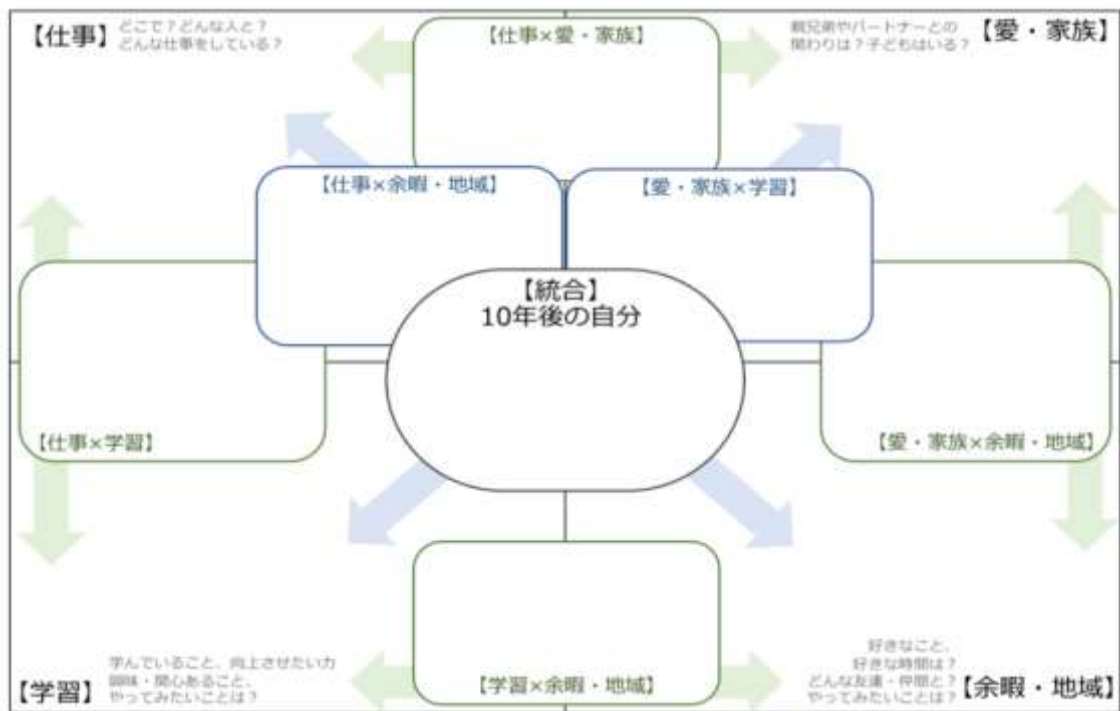 【仕事】
どこで？どんな人と？
どんな仕事をしている？
【仕事×愛・家族】
親兄弟やパートナーとの
関わりは？子どもはいる？
【愛・家族】
【仕事×余暇・地域】
【愛・家族×学習】
【統合】
10年後の自分
【仕事×学習】
【愛・家族×余暇・地域】
【学習】
学んでいること、向上させたい力
興味・関心あること、
やってみたいことは？
【学習×余暇・地域】
好きなこと、
好きな時間は？
どんな友達・仲間と？
やってみたいことは？
【余暇・地域】